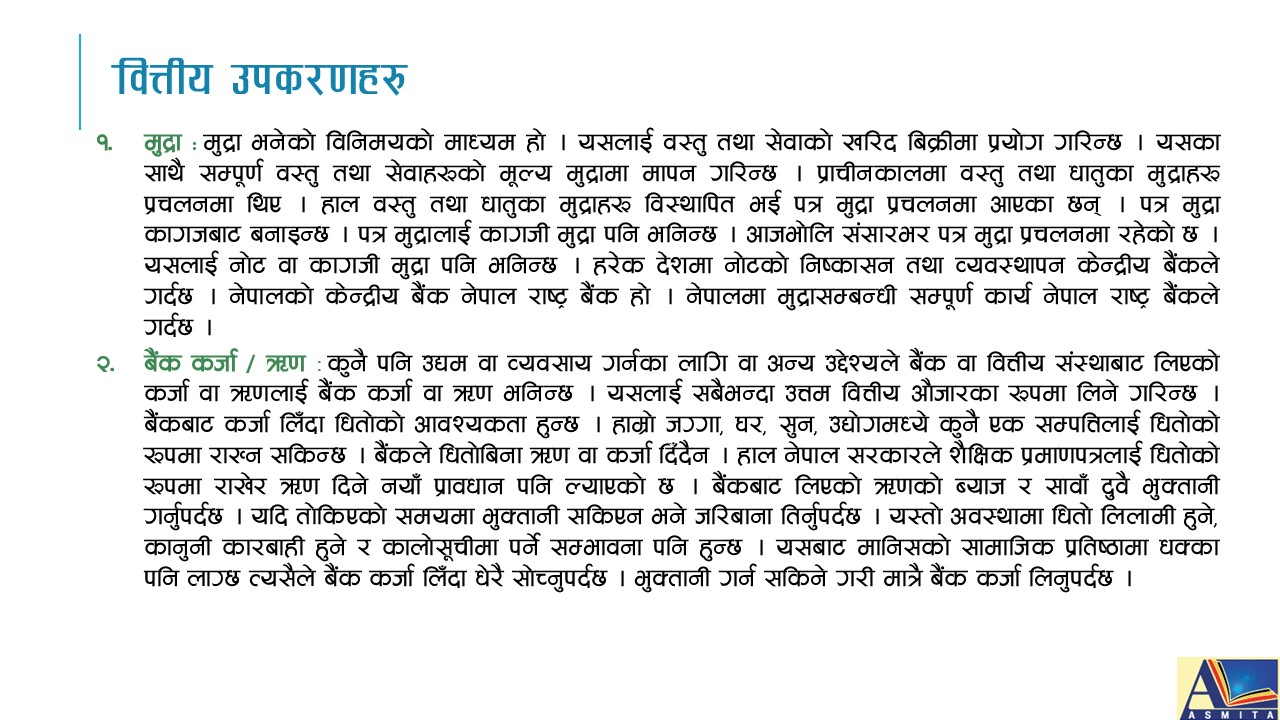 वित्तीय उपकरणहरु
१. मुद्रा : मुद्रा भनेको विनिमयको माध्यम हो । यसलाई वस्तु तथा सेवाको खरिद बिक्रीमा प्रयोग गरिन्छ । यसका
साथै सम्पूर्ण वस्तु तथा सेवाहरुको मूल्य मुद्रामा मापन गरिन्छ । प्राचीनकालमा वस्तु तथा धातुका मुद्राहरु
प्रचलनमा थिए । हाल वस्तु तथा धातुका मुद्राहरु विस्थापित भई पत्र मुद्रा प्रचलनमा आएका छन् । पत्र मुद्रा
कागजबाट बनाइन्छ । पत्र मुद्रालाई कागजी मुद्रा पनि भनिन्छ । आजभोलि संसारभर पत्र मुद्रा प्रचलनमा रहेको छ ।
यसलाई नोट वा कागजी मुद्रा पनि भनिन्छ । हरेक देशमा नोटको निष्कासन तथा व्यवस्थापन केन्द्रीय बैंकले
गर्दछ । नेपालको केन्द्रीय बैंक नेपाल राष्ट्र बैंक हो । नेपालमा मुद्रासम्बन्धी सम्पूर्ण कार्य नेपाल राष्ट्र बैंकले
गर्दछ ।
२. बैंक कर्जा / ऋण : कुनै पनि उद्यम वा व्यवसाय गर्नका लागि वा अन्य उद्देश्यले बैंक वा वित्तीय संस्थाबाट लिएको
कर्जा वा ऋणलाई बैंक कर्जा वा ऋण भनिन्छ । यसलाई सबैभन्दा उत्तम वित्तीय औजारका रुपमा लिने गरिन्छ ।
बैंकबाट कर्जा लिँदा धितोको आवश्यकता हुन्छ । हाम्रो जग्गा, घर, सुन, उद्योगमध्ये कुनै एक सम्पत्तिलाई धितोको
रुपमा राख्न सकिन्छ । बैंकले धितोबिना ऋण वा कर्जा दिँदैन । हाल नेपाल सरकारले शैक्षिक प्रमाणपत्रलाई धितोको
रुपमा राखेर ऋण दिने नयाँ प्रावधान पनि ल्याएको छ । बैंकबाट लिएको ऋणको ब्याज र सावाँ दुवै भुक्तानी
गर्नुपर्दछ । यदि तोकिएको समयमा भुक्तानी सकिएन भने जरिबाना तिर्नुपर्दछ । यस्तो अवस्थामा धितो लिलामी हुने,
कानुनी कारबाही हुने र कालोसूचीमा पर्ने सम्भावना पनि हुन्छ । यसबाट मानिसको सामाजिक प्रतिष्ठामा धक्का
पनि लाग्छ त्यसैले बैंक कर्जा लिँदा धेरै सोच्नुपर्दछ । भुक्तानी गर्न सकिने गरी मात्रै बैंक कर्जा लिनुपर्दछ ।
ASMITA